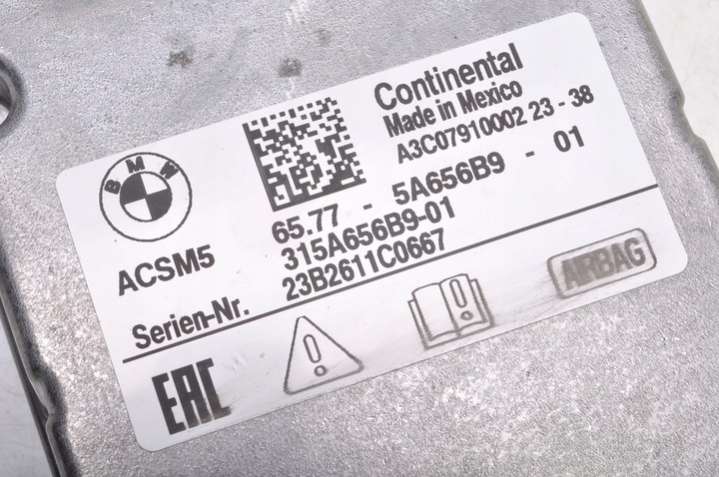 Continental
Made in Mexico
A3C07910002 23 - 38
BMW
65.77 - 5A656B9 - 01
ACSM5
315A656B9-01
Serien-Nr. 23B2611C0667
EAC
AIRBAG